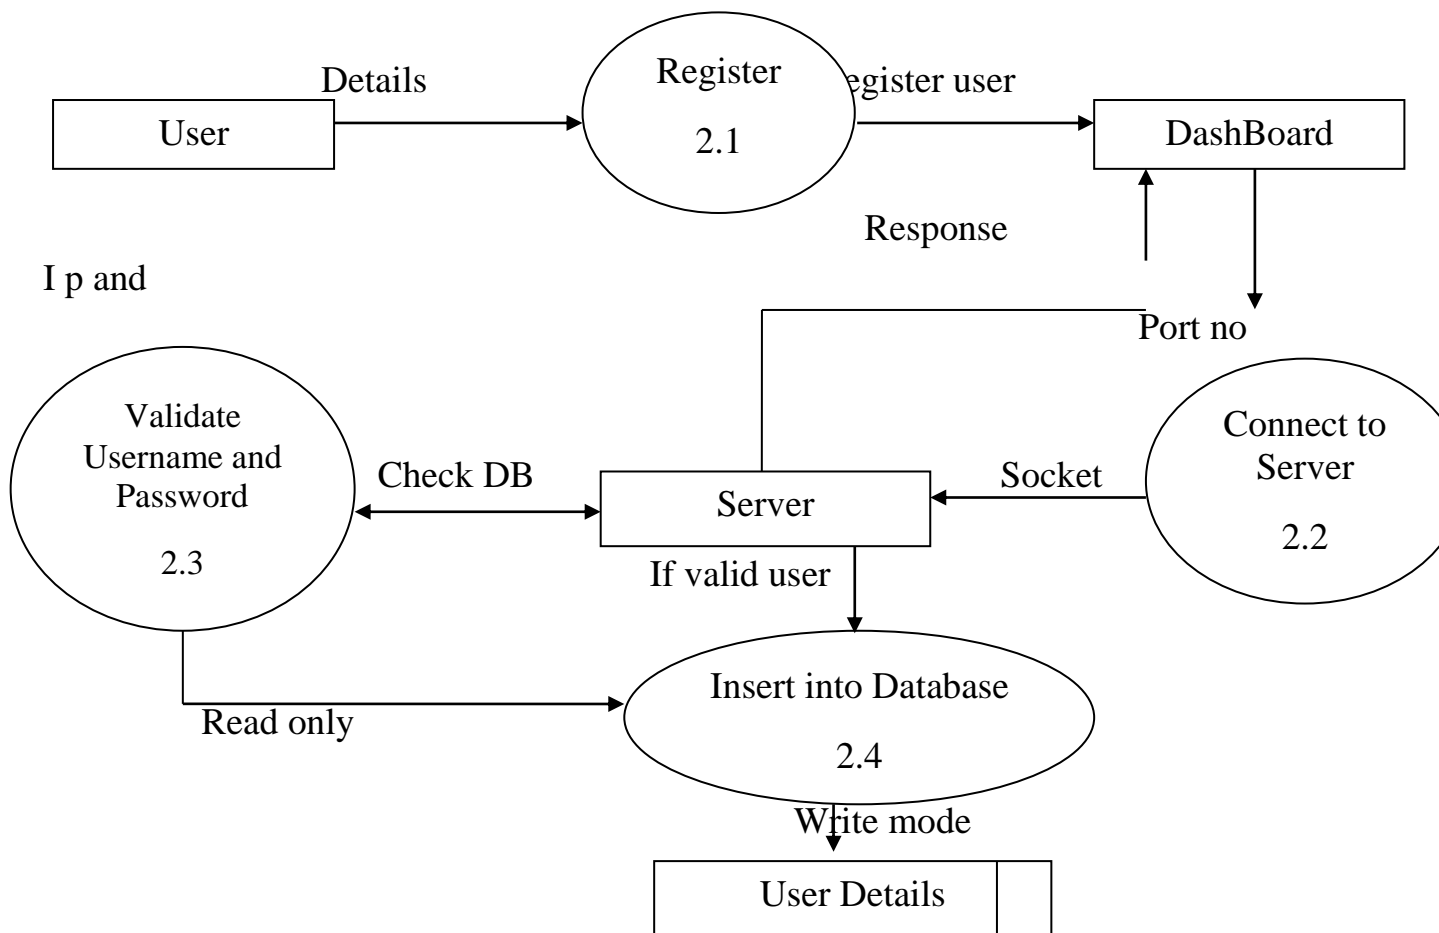 Details
Register
egister user
User
2.1
DashBoard
Response
I p and
Port no
Validate
Username and
Password
2.3
Check DB
Server
Socket
Connect to
Server
2.2
If valid user
Read only
Insert into Database
2.4
Write mode
User Details